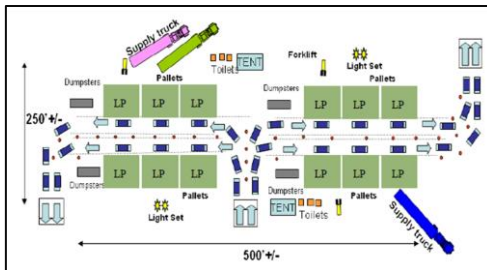 Supply truck
Forklift
Light Set
Dumpsters
Pallets
Toilets
TENT
Pallets
Dumpsters
LP LP LP
LP LP LP
250'+/-
LP LP LP
LP LP LP
Dumpsters
Pallets
Light Set
Dumpsters
TENT
Toilets
Pallets
Supply truck
500'+/-